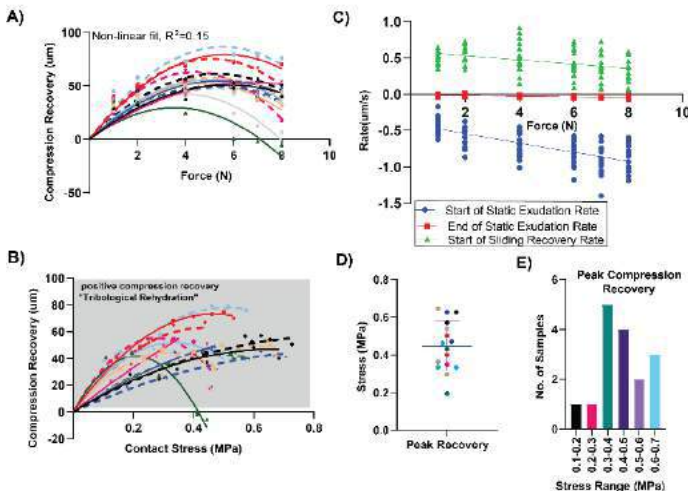 A)
Non-linear fit, R²=0.15
Compression Recovery (um)
100
50
0
-50
2
4
6
8
10
Force (N)
B)
positive compression recovery
"Tribological Rehydration"
Compression Recovery (um)
100
80
60
40
20
0
-20
0.0
0.2
0.4
0.6
0.8
Contact Stress (MPa)
C)
Rate(um/s)
1.0
0.5
0.0
-0.5
-1.0
-1.5
2
4
6
8
Force (N)
Start of Static Exudation Rate
End of Static Exudation Rate
Start of Sliding Recovery Rate
D)
Stress (MPa)
0.8
0.6
0.4
0.2
0.0
Peak Recovery
E)
Peak Compression
Recovery
No. of Samples
6
4
2
0
0.1-0.2
0.2-0.3
0.3-0.4
0.4-0.5
0.5-0.6
0.6-0.7
Stress Range (MPa)